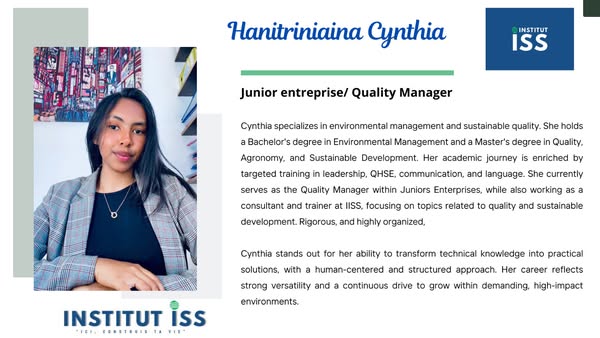 Hanitriniaina Cynthia
INSTITUT
ISS
Junior entreprise/ Quality Manager
Cynthia specializes in environmental management and sustainable quality. She holds
a Bachelor's degree in Environmental Management and a Master's degree in Quality,
Agronomy, and Sustainable Development. Her academic journey is enriched by
targeted training in leadership, QHSE, communication, and language. She currently
serves as the Quality Manager within Juniors Enterprises, while also working as a
consultant and trainer at IISS, focusing on topics related to quality and sustainable
development. Rigorous, and highly organized,
Cynthia stands out for her ability to transform technical knowledge into practical
solutions, with a human-centered and structured approach. Her career reflects
strong versatility and a continuous drive to grow within demanding, high-impact
environments.
INSTITUT ISS
"ICI, CONSTRUIS TA VIE"